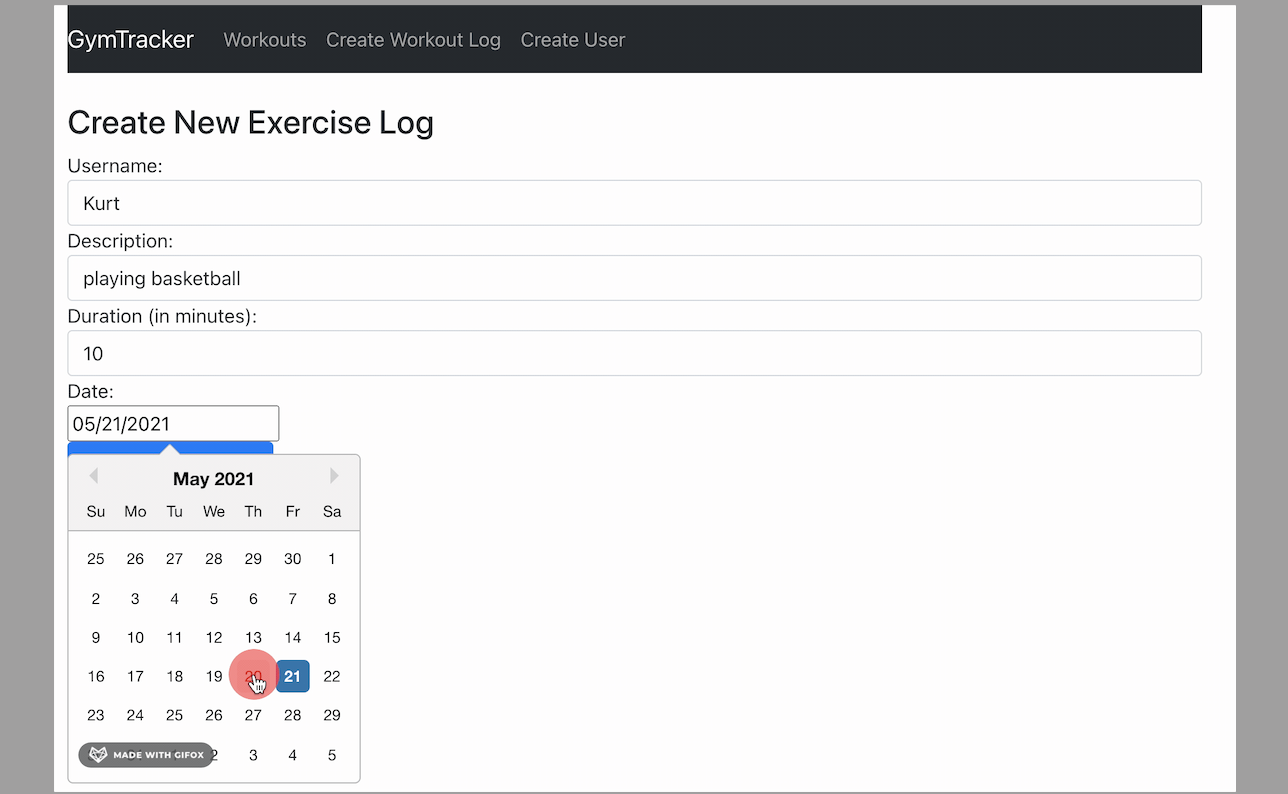 GymTracker Workouts Create Workout Log Create User
Create New Exercise Log
Username:
Kurt
Description:
playing basketball
Duration (in minutes):
10
Date:
05/21/2021
May 2021
Su Mo Tu We Th Fr Sa
25 26 27 28 29 30 1
2 3 4 5 6 7 8
9 10 11 12 13 14 15
16 17 18 19 20 21 22
23 24 25 26 27 28 29
MADE WITH GIFOX 2 3 4 5